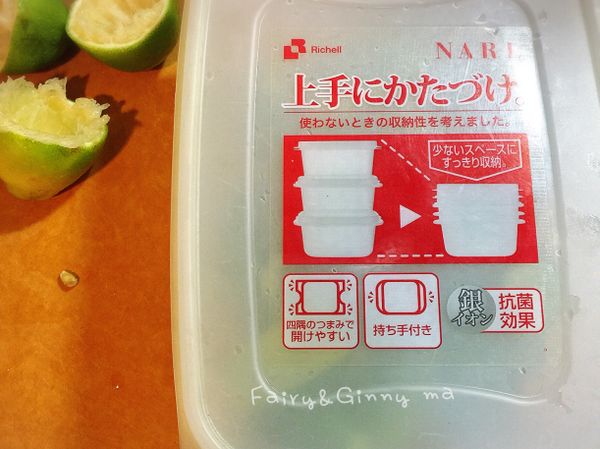 Richell
NARL
上手にかたづけ。
使わないときの収納性を考えました。
少ないスペースに
すっきり収納。
四隅のつまみで
開けやすい
持ち手付き
銀
イオン
抗菌
効果
Fairy&Ginny ma